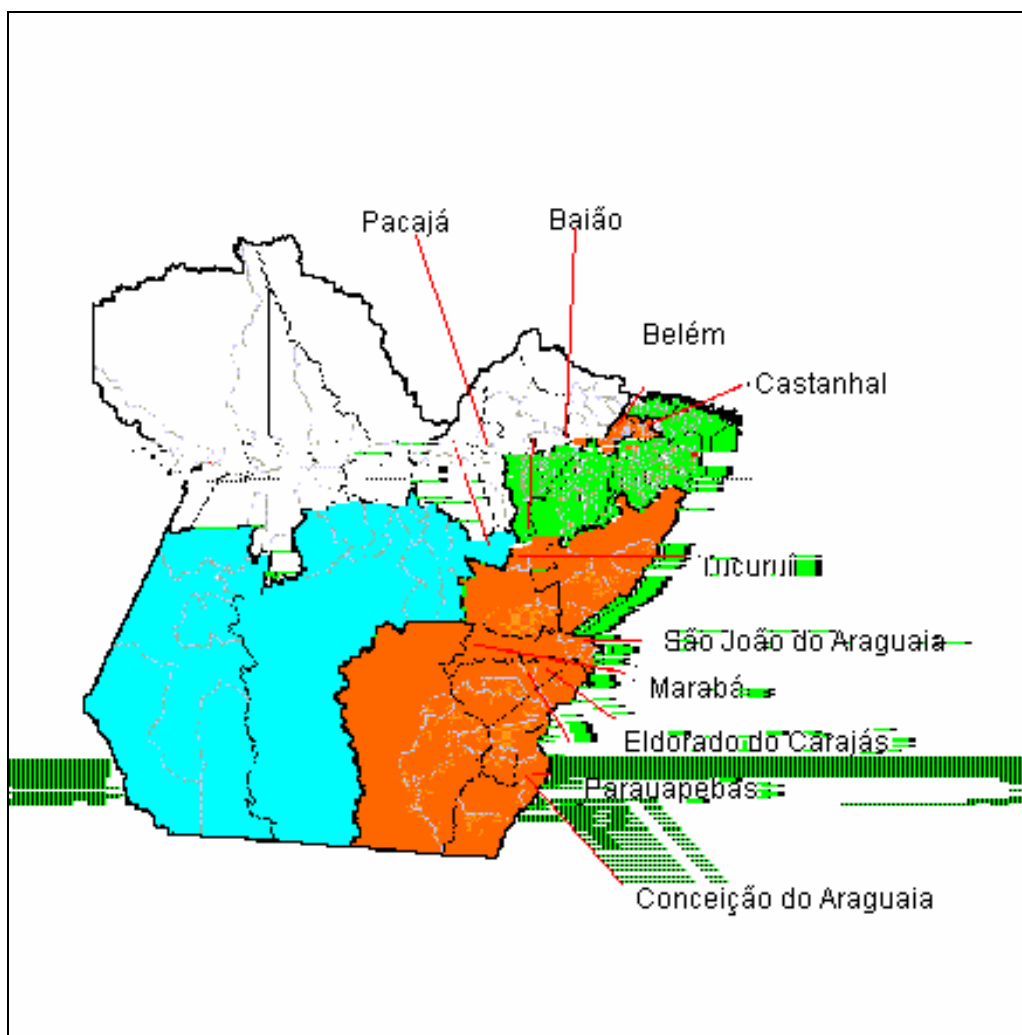 Pacajá
Baião
Belém
Castanhal
Tucuruí
São João do Araguaia
Marabá
Eldorado do Carajás
Parauapebas
Conceição do Araguaia